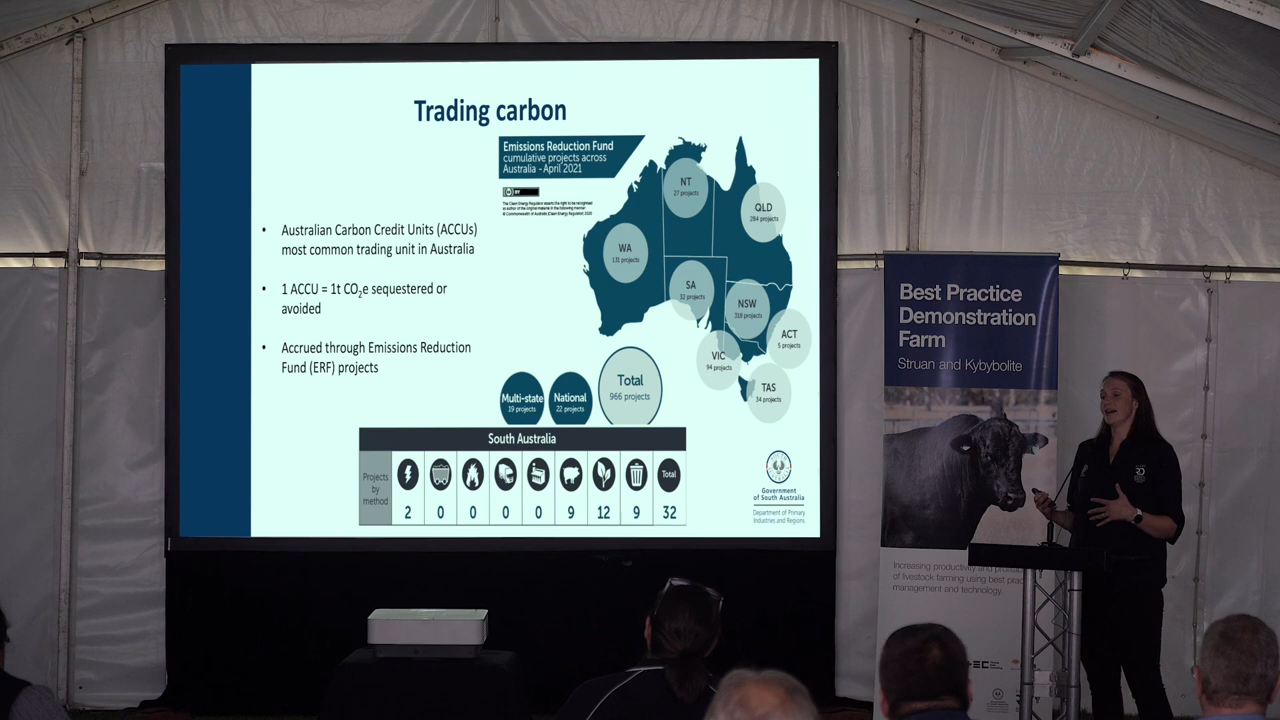 Trading carbon
Emissions Reduction Fund
cumulative projects across
Australia - April 2021
NT
27 projects
QLD
284 projects
WA
131 projects
SA
32 projects
NSW
318 projects
ACT
5 projects
VIC
94 projects
TAS
34 projects
• Australian Carbon Credit Units (ACCUs)
most common trading unit in Australia
• 1 ACCU = 1t CO2e sequestered or
avoided
• Accrued through Emissions Reduction
Fund (ERF) projects
Multi-state
19 projects
National
22 projects
Total
966 projects
South Australia
Projects
by
method
Total
2 0 0 0 0 9 12 9 32
Government
of South Australia
Department of Primary
Industries and Regions
Best Practice
Demonstration
Farm
Struan and Kybybolite
Increasing productivity and
of livestock farming using best
management and technology.